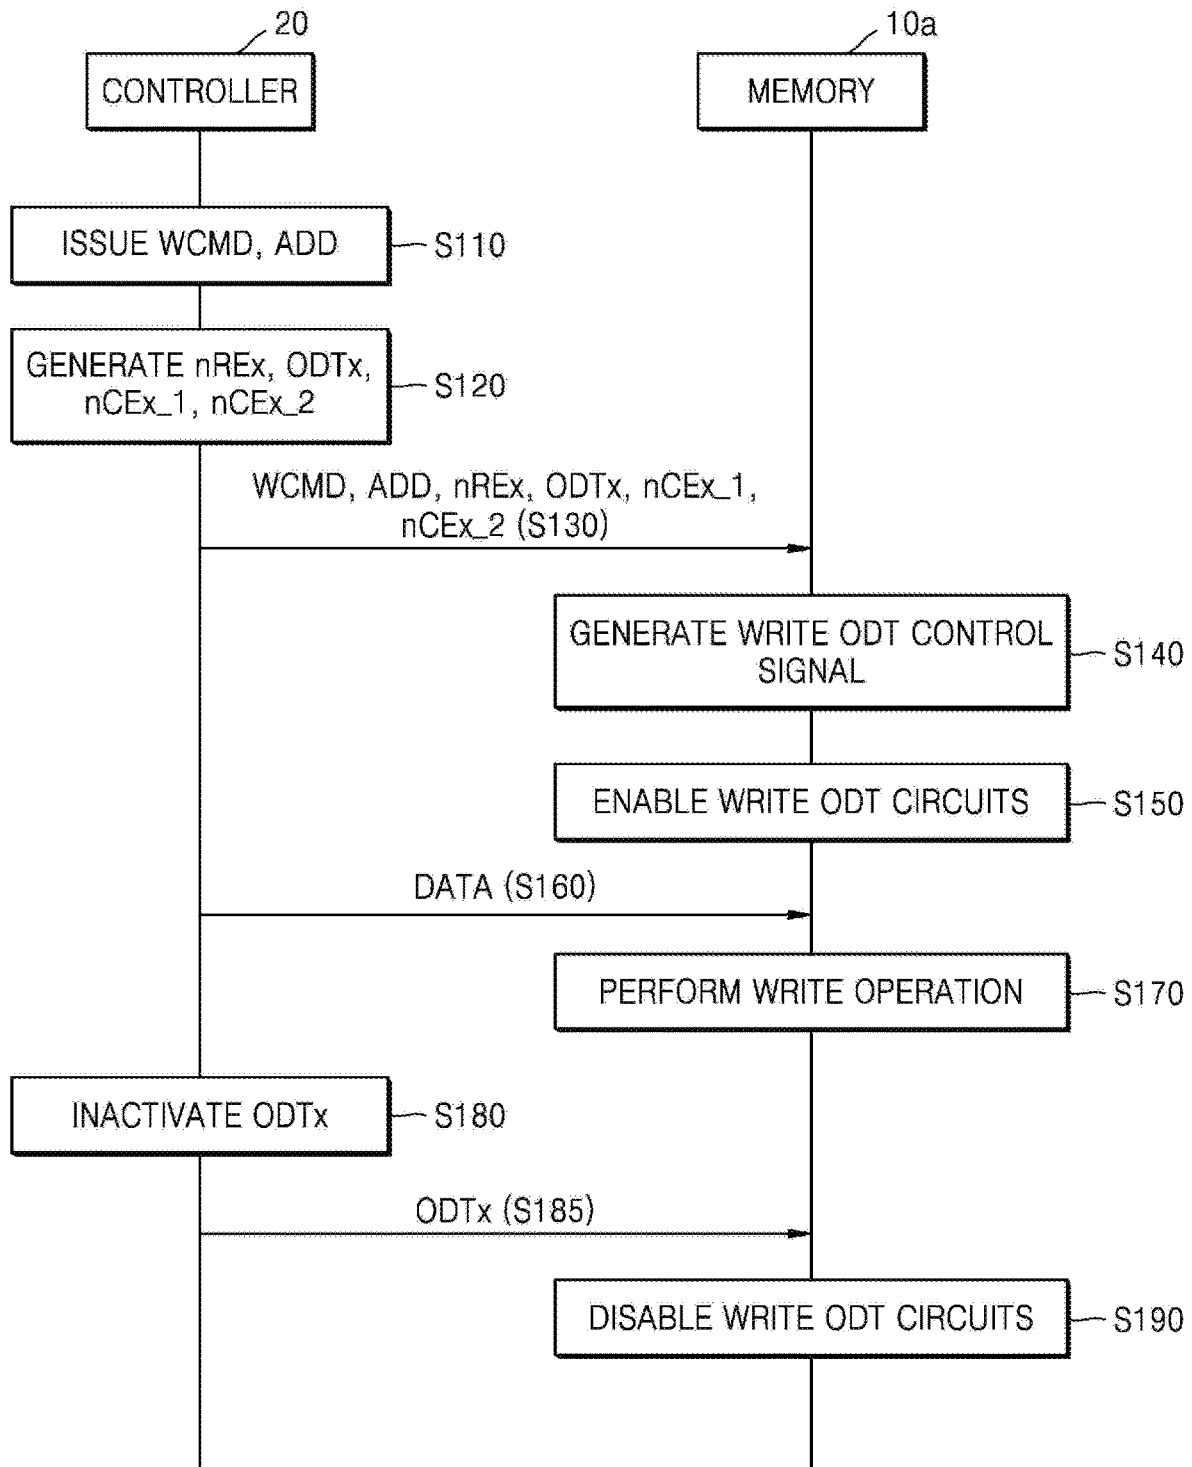 20
10a
CONTROLLER
MEMORY
ISSUE WCMD, ADD
S110
GENERATE nREx, ODTx,
nCEx_1, nCEx_2
S120
WCMD, ADD, nREx, ODTx, nCEx_1,
nCEx_2 (S130)
GENERATE WRITE ODT CONTROL
SIGNAL
S140
ENABLE WRITE ODT CIRCUITS
S150
DATA (S160)
PERFORM WRITE OPERATION
S170
INACTIVATE ODTx
S180
ODTx (S185)
DISABLE WRITE ODT CIRCUITS
S190